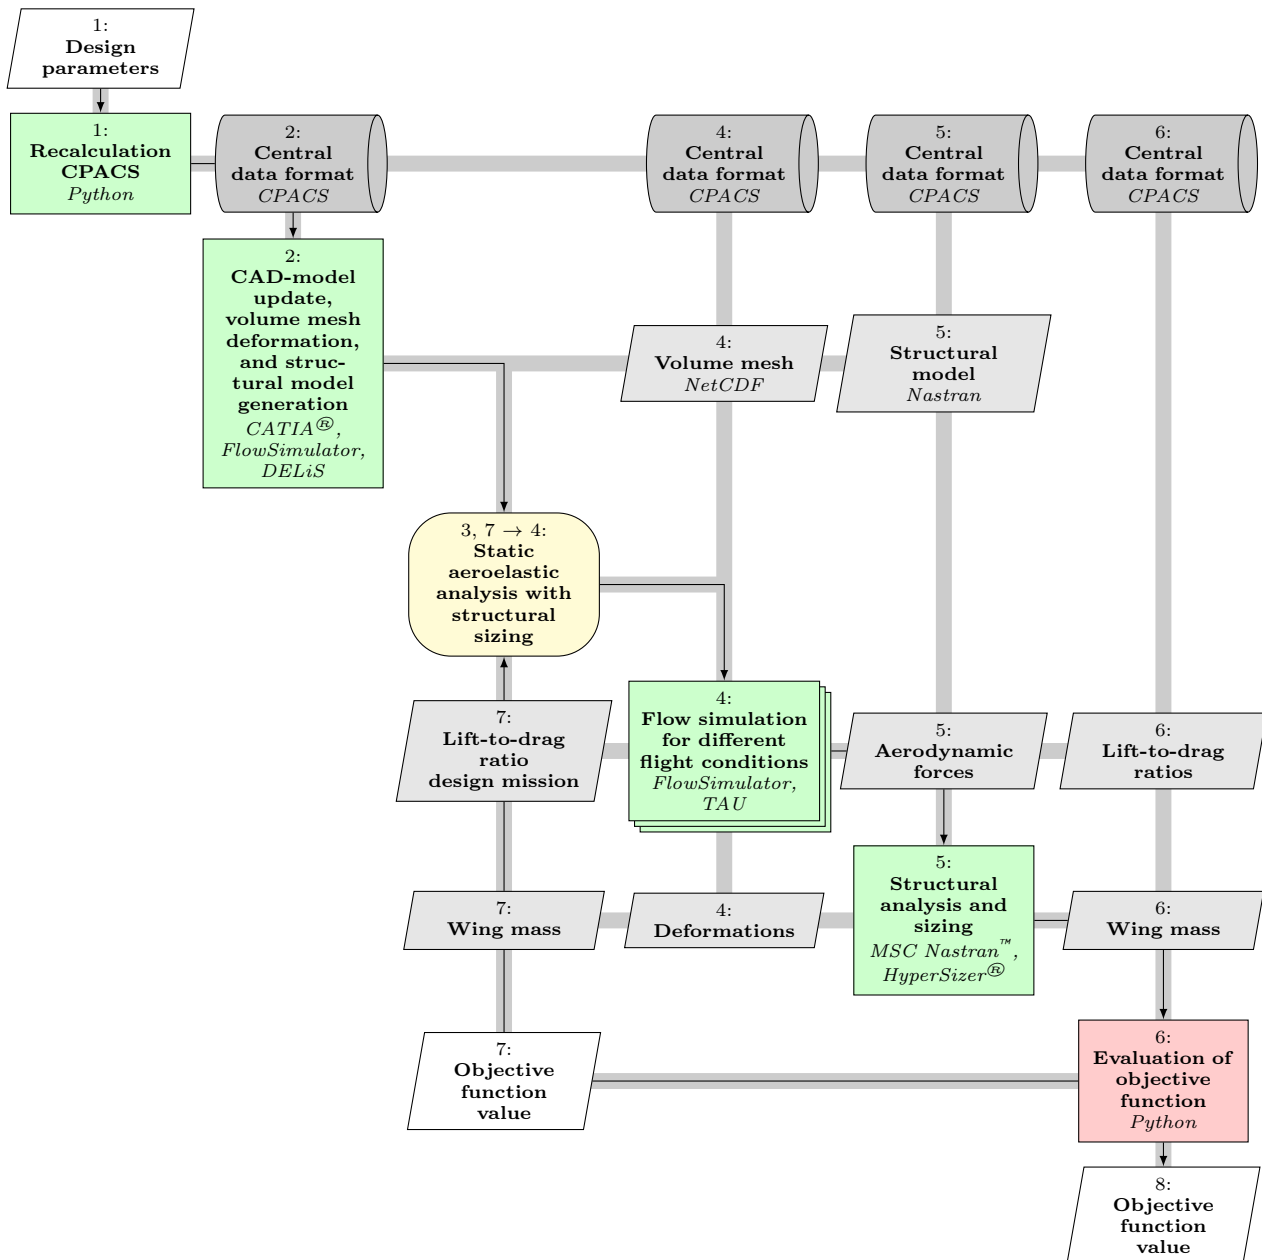 1:
Design
parameters
1:
Recalculation
CPACS
Python
2:
Central
data format
CPACS
4:
Central
data format
CPACS
5:
Central
data format
CPACS
6:
Central
data format
CPACS
2:
CAD-model
update,
volume mesh
deformation,
and struc-
tural model
generation
CATIA®,
FlowSimulator,
DELiS
4:
Volume mesh
NetCDF
5:
Structural
model
Nastran
3, 7 → 4:
Static
aeroelastic
analysis with
structural
sizing
7:
Lift-to-drag
ratio
design mission
4:
Flow simulation
for different
flight conditions
FlowSimulator,
TAU
5:
Aerodynamic
forces
6:
Lift-to-drag
ratios
7:
Wing mass
4:
Deformations
5:
Structural
analysis and
sizing
MSC Nastran™,
HyperSizer®
6:
Wing mass
7:
Objective
function
value
6:
Evaluation of
objective
function
Python
8:
Objective
function
value